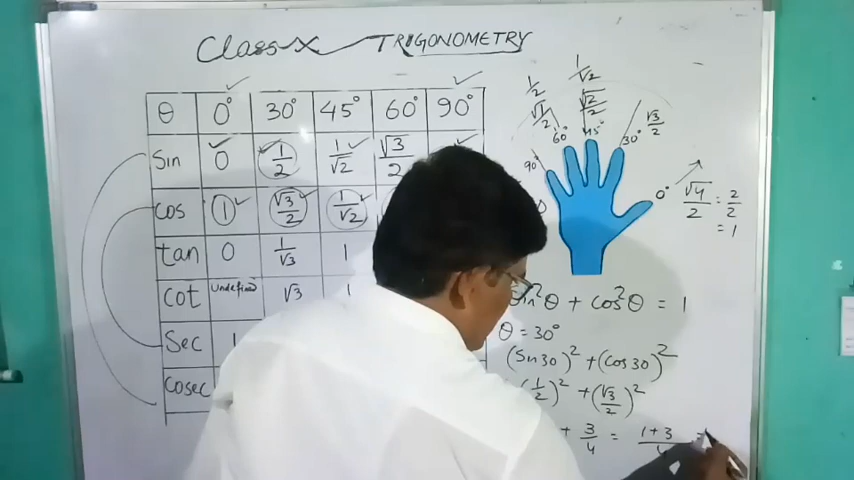 Class X TRIGONOMETRY
θ 0° 30° 45° 60° 90°
Sin 0 1/2 1/√2 √3/2
cos 1 √3/2 1/√2
tan 0 1/√3 1
cot undefined √3 1
Sec 1
cosec
1/2
√1/2
60°
1/√2
√2/2
45°
30°
√3/2
90°
0°
√4/2 = 2/2
= 1
Sin²θ + cos²θ = 1
θ = 30°
(Sin30)² + (cos30)²
(1/2)² + (√3/2)²
+ 3/4 = 1+3/4 =